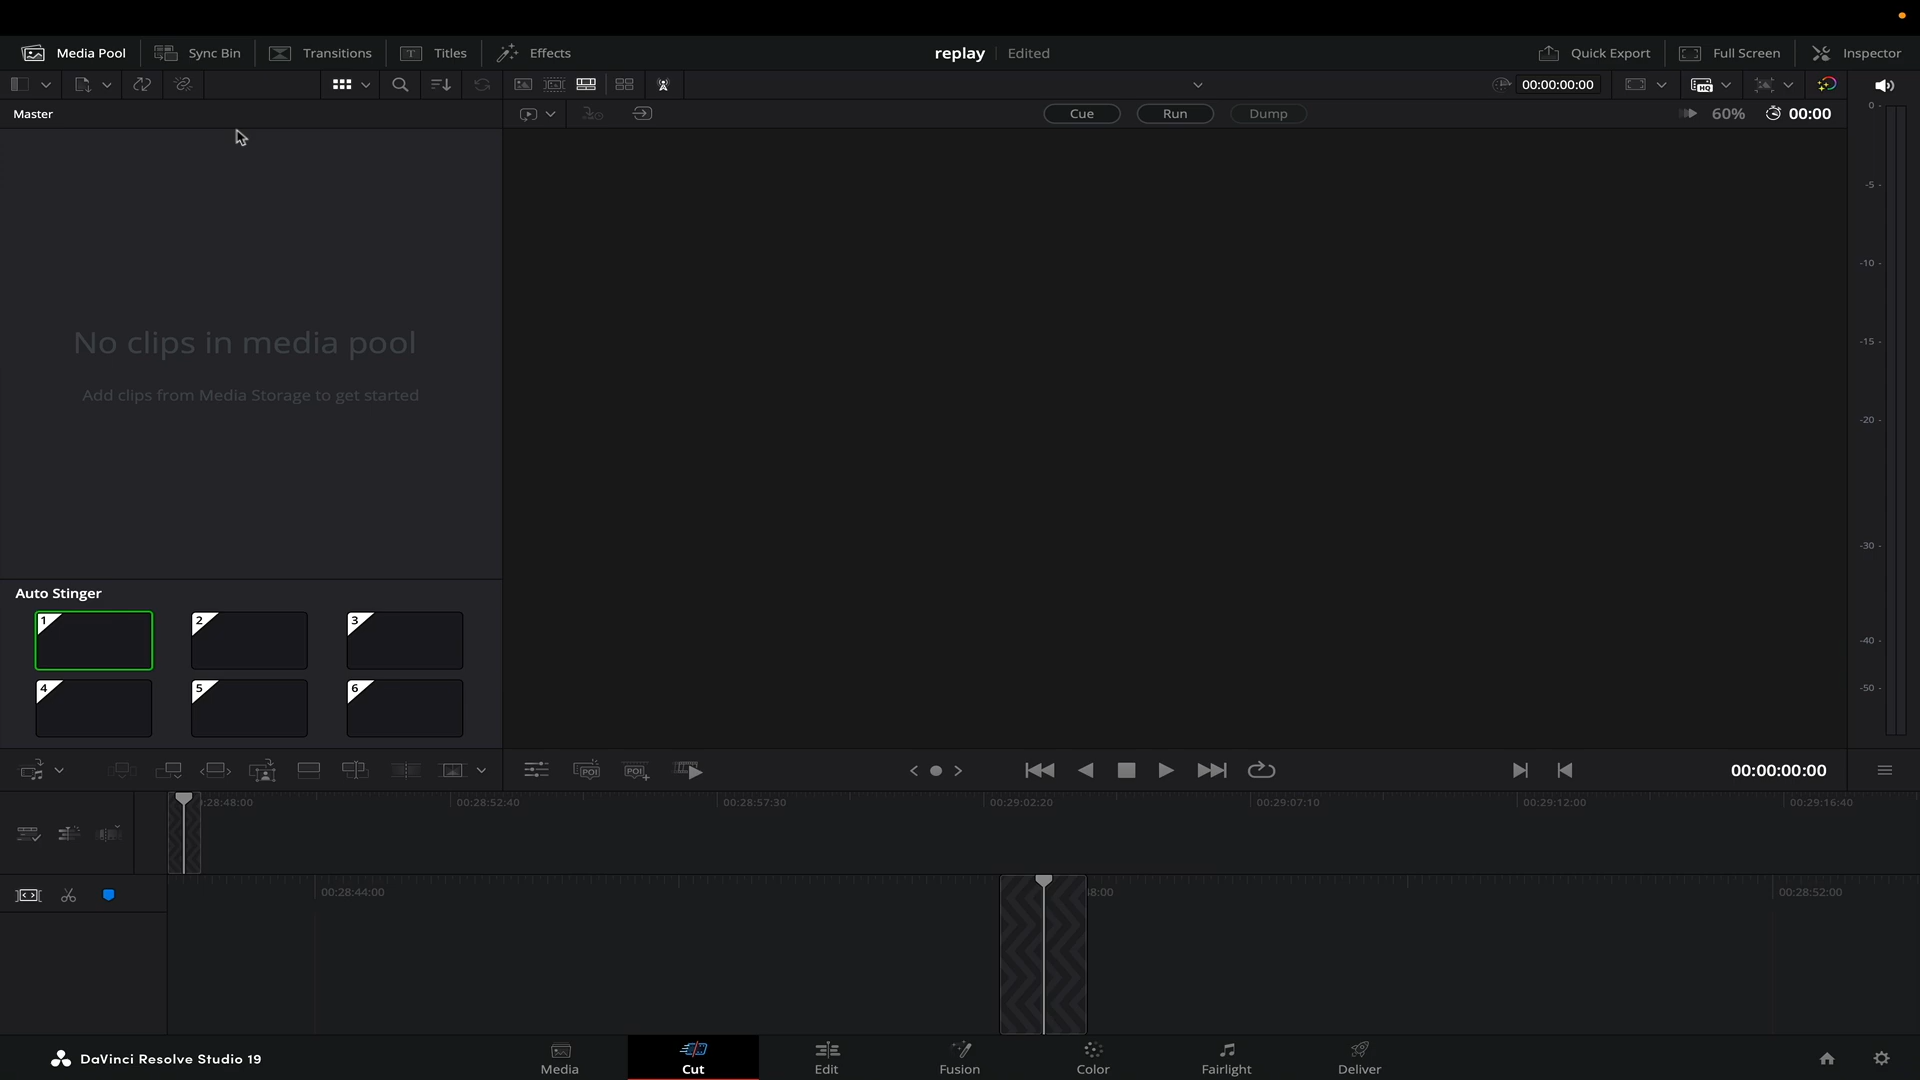 Media Pool
Sync Bin
Transitions
Titles
Effects
replay
Edited
Quick Export
Full Screen
Inspector
HQ
00:00:00:00
Master
Cue
Run
Dump
60%
00:00
No clips in media pool
Add clips from Media Storage to get started
0
-5
-10
-15
-20
-30
-40
-50
Auto Stinger
1
2
3
4
5
6
POI
POI
00:00:00:00
:28:48:00
00:28:52:40
00:28:57:30
00:29:02:20
00:29:07:10
00:29:12:00
00:29:16:40
00:28:44:00
8:00
00:28:52:00
DaVinci Resolve Studio 19
Media
Cut
Edit
Fusion
Color
Fairlight
Deliver